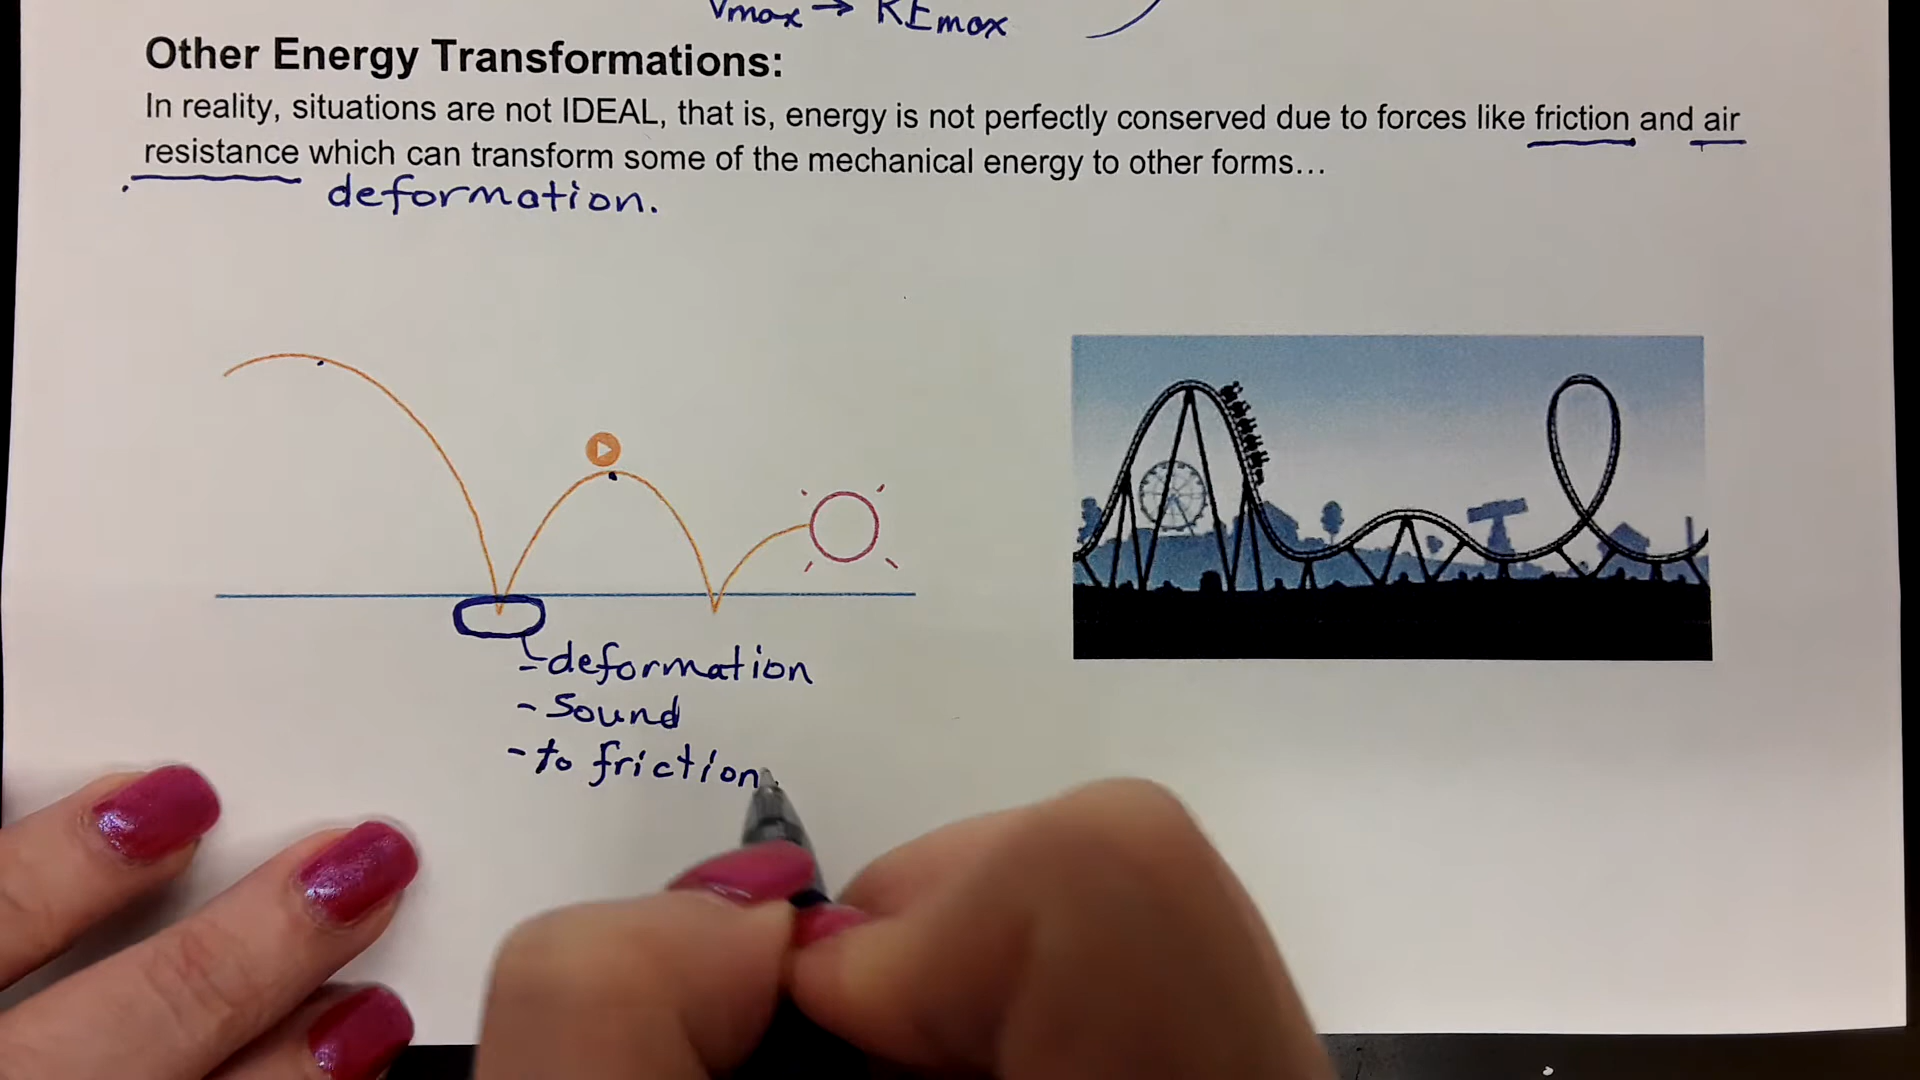 Vmax → KEmax
Other Energy Transformations:
In reality, situations are not IDEAL, that is, energy is not perfectly conserved due to forces like friction and air
resistance which can transform some of the mechanical energy to other forms...
deformation.
-deformation
-Sound
-to friction